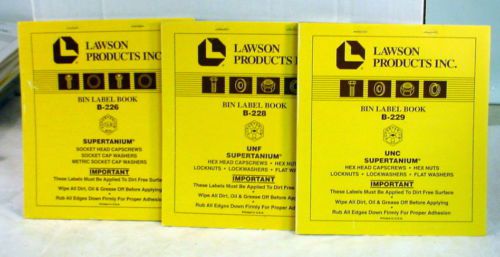 LAWSON
PRODUCTS INC.
BIN LABEL BOOK
B-226
SUPERTANIUM®
SOCKET HEAD CAPSCREWS
SOCKET CAP WASHERS
METRIC SOCKET CAP WASHERS
IMPORTANT
These Labels Must Be Applied To Dirt Free
Wipe All Dirt, Oil & Grease Off Before Applying
Rub All Edges Down Firmly For Proper Adhesion
LAWSON
PRODUCTS INC
BIN LABEL BOOK
B-228
UNF
SUPERTANIUM®
HEX HEAD CAPSCREWS • HEX NUTS
LOCKNUTS • LOCKWASHERS • FLAT
IMPORTANT
These Labels Must Be Applied To Dirt Free Surface
Wipe All Dirt, Oil & Grease Off Before Applying
Rub All Edges Down Firmly For Proper Adhesion
LAWSON
PRODUCTS INC.
BIN LABEL BOOK
B-229
UNC
SUPERTANIUM®
HEX HEAD CAPSCREWS • HEX NUTS
LOCKNUTS • LOCKWASHERS • FLAT WASHERS
IMPORTANT
These Labels Must Be Applied To Dirt Free Surface
•
Wipe All Dirt, Oil & Grease Off Before Applying
•
Rub All Edges Down Firmly For Proper Adhesion